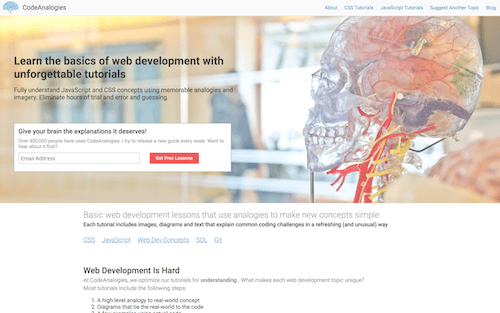 CodeAnalogies
About CSS Tutorials JavaScript Tutorials Suggest Another Topic Blog
Learn the basics of web development with
unforgettable tutorials
Fully understand JavaScript and CSS concepts using memorable analogies and
imagery. Eliminate hours of trial and error and guessing.
Give your brain the explanations it deserves!
Over 400,000 people have used CodeAnalogies. I try to release a new guide every week. Want to
hear about it first?
Email Address
Get Free Lessons
Basic web development lessons that use analogies to make new concepts simple
Each tutorial includes images, diagrams and text that explain common coding challenges in a refreshing (and unusual) way
CSS JavaScript Web Dev Concepts SQL Git
Web Development Is Hard
At CodeAnalogies, we optimize our tutorials for understanding . What makes each web development topic unique?
Most tutorials include the following steps:
1. A high level analogy to real-world concept
2. Diagrams that tie the real-world to the code